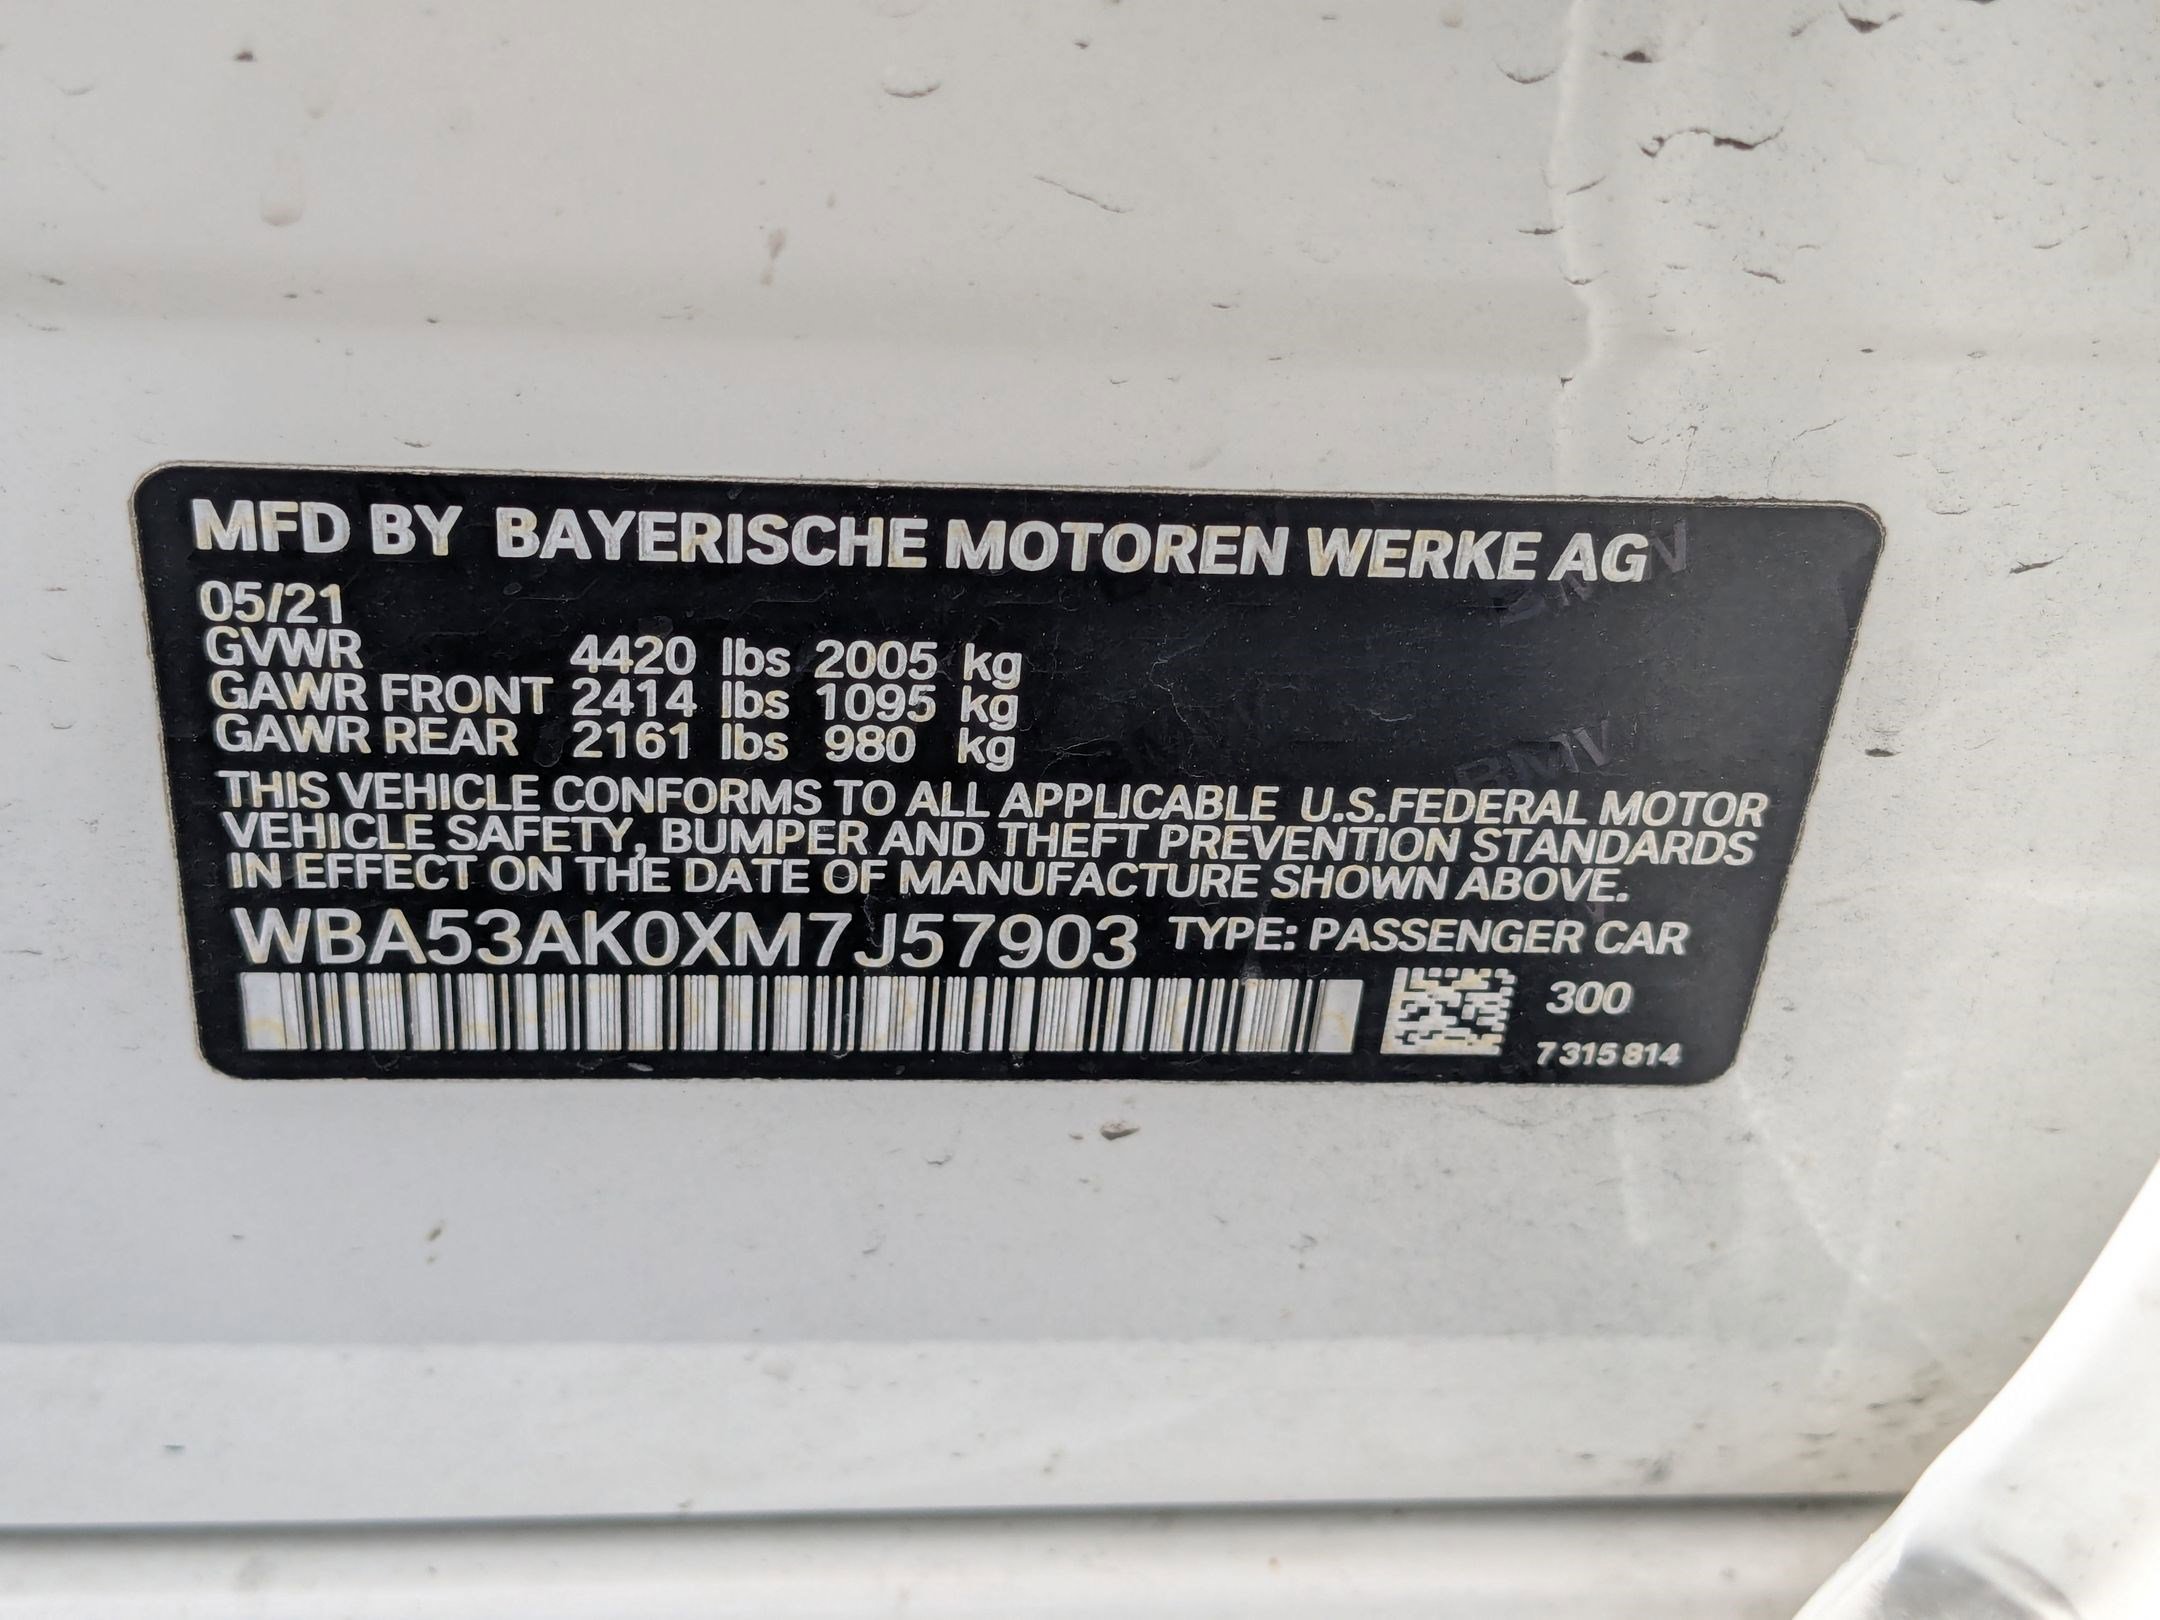 MFD BY BAYERISCHE MOTOREN WERKE AG
05/21
GVWR 4420 lbs 2005 kg
GAWR FRONT 2414 lbs 1095 kg
GAWR REAR 2161 lbs 980 kg
THIS VEHICLE CONFORMS TO ALL APPLICABLE U.S.FEDERAL MOTOR
VEHICLE SAFETY, BUMPER AND THEFT PREVENTION STANDARDS
IN EFFECT ON THE DATE OF MANUFACTURE SHOWN ABOVE.
WBA53AK0XM7J57903 TYPE: PASSENGER CAR
300
7 315 814